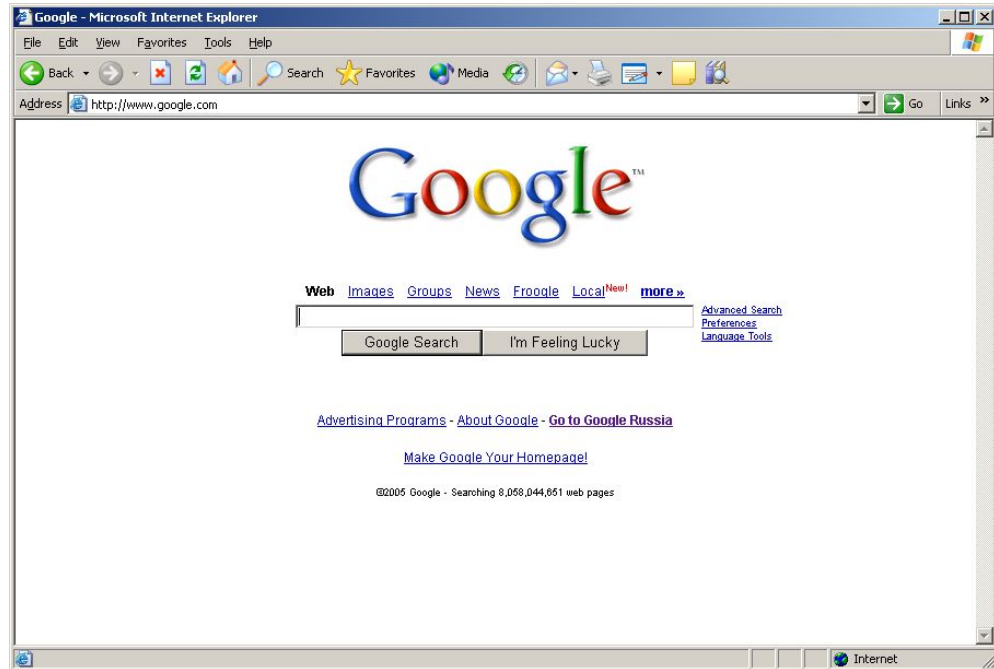 Google - Microsoft Internet Explorer
File Edit View Favorites Tools Help
Back Search Favorites Media
Address http://www.google.com Go Links »
Google™
Web Images Groups News Froogle Local New! more »
Advanced Search
Preferences
Language Tools
Google Search I'm Feeling Lucky
Advertising Programs - About Google - Go to Google Russia
Make Google Your Homepage!
©2005 Google - Searching 8,058,044,651 web pages
Internet